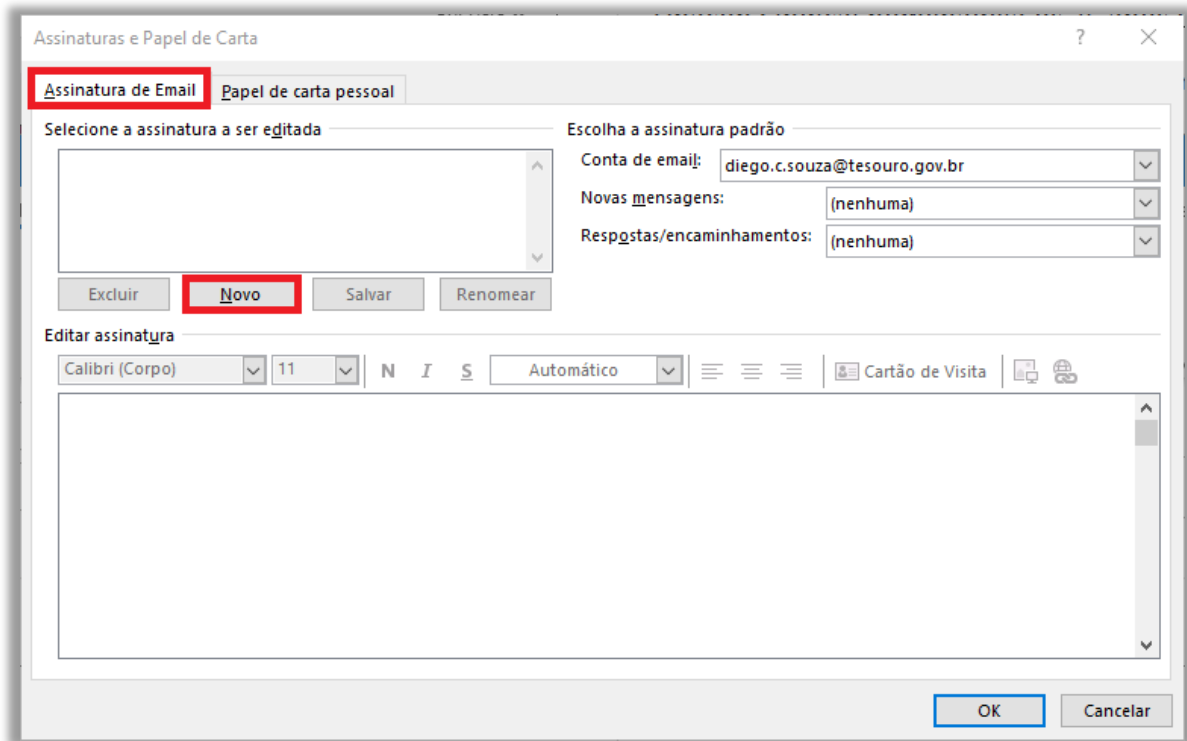 Assinaturas e Papel de Carta ?
Assinatura de Email Papel de carta pessoal
Selecione a assinatura a ser editada
Escolha a assinatura padrão
Conta de email: diego.c.souza@tesouro.gov.br
Novas mensagens: (nenhuma)
Respostas/encaminhamentos: (nenhuma)
Excluir Novo Salvar Renomear
Editar assinatura
Calibri (Corpo) 11 N I S Automático Cartão de Visita
OK Cancelar